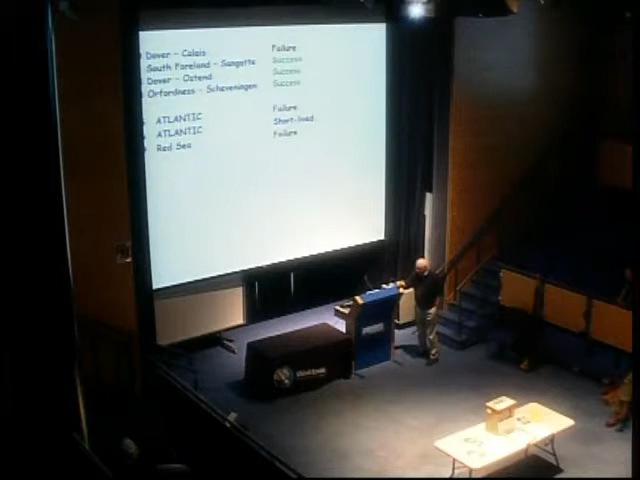 Dover - Calais Failure
South Foreland - Sangatte Success
Dover - Ostend Success
Orfordness - Scheveningen Success
ATLANTIC Failure
ATLANTIC Short-lived
Red Sea Failure